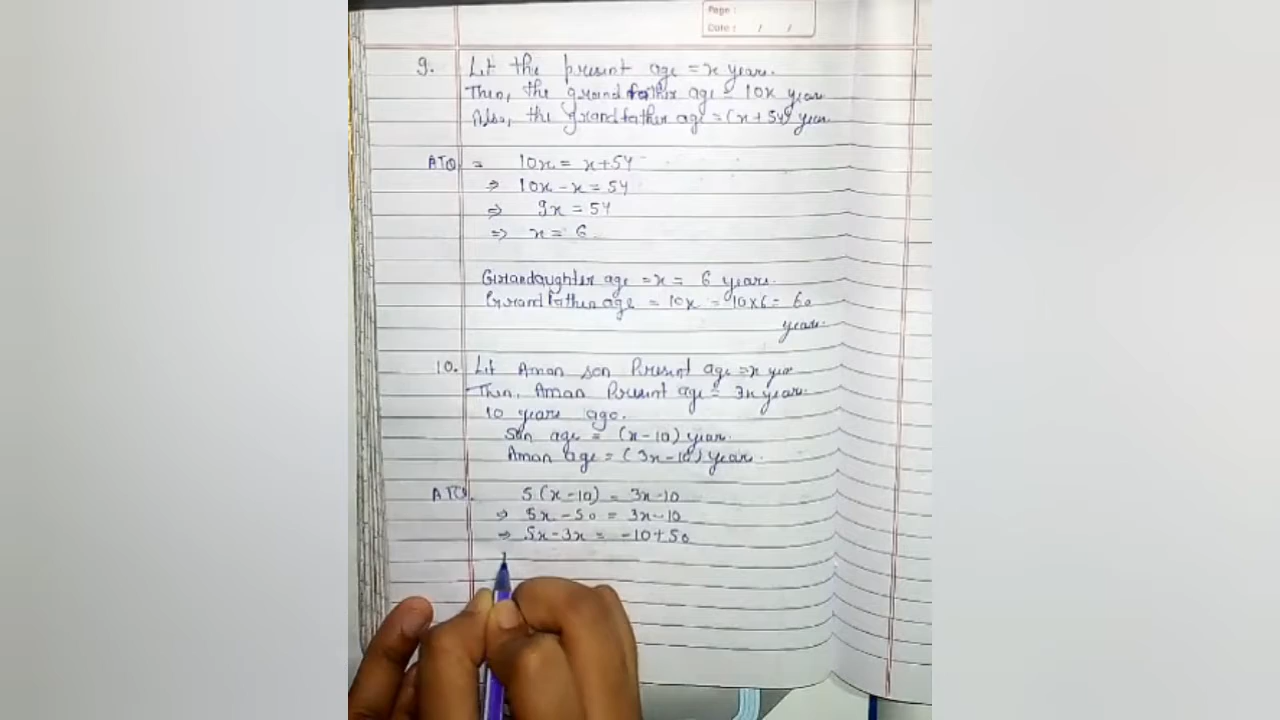 Page :
Date : / /
9. Let the present age = x years.
Then, the grandfather age = 10x year
Also, the grandfather age = (x + 54) year
ATQ = 10x = x+54
⇒ 10x - x = 54
⇒ 9x = 54
⇒ x = 6
Grandaughter age = x = 6 years.
Grandfather age = 10x = 10x6 = 60
years.
10. Let Aman son Present age = x year
Then, Aman Present age = 3x years.
10 years ago.
Son age = (x-10) year.
Aman age = (3x-10) years.
ATQ. 5(x-10) = 3x-10
⇒ 5x - 50 = 3x-10
⇒ 5x-3x = -10+50